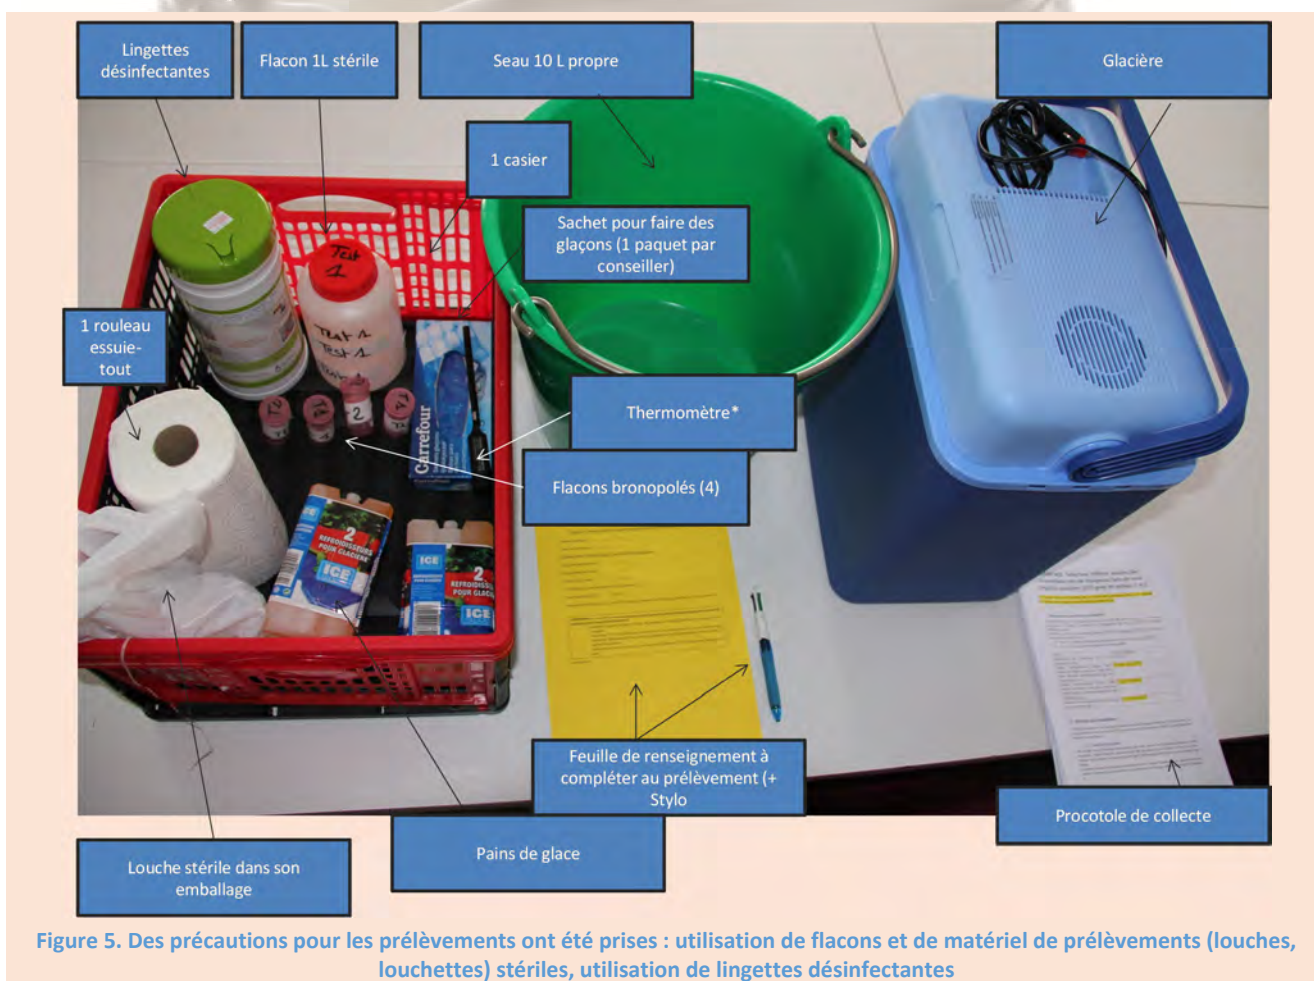 Lingettes
désinfectantes
Flacon 1L stérile
Seau 10 L propre
Glacière
1 casier
Sachet pour faire des
glaçons (1 paquet par
conseiller)
1 rouleau
essuie-
tout
Thermomètre*
Flacons bronopolés (4)
Test
1
Test 1
Test 1
2
Carrefour
2
REFROIDISSEURS
POUR GLACIÈRE
ICE
ICE
2
REFROIDISSEURS
POUR GLACIÈRE
ICE
Feuille de renseignement à
compléter au prélèvement (+
Stylo
Procotole de collecte
Pains de glace
Louche stérile dans son
emballage
Figure 5. Des précautions pour les prélèvements ont été prises : utilisation de flacons et de matériel de prélèvements (louches,
louchettes) stériles, utilisation de lingettes désinfectantes